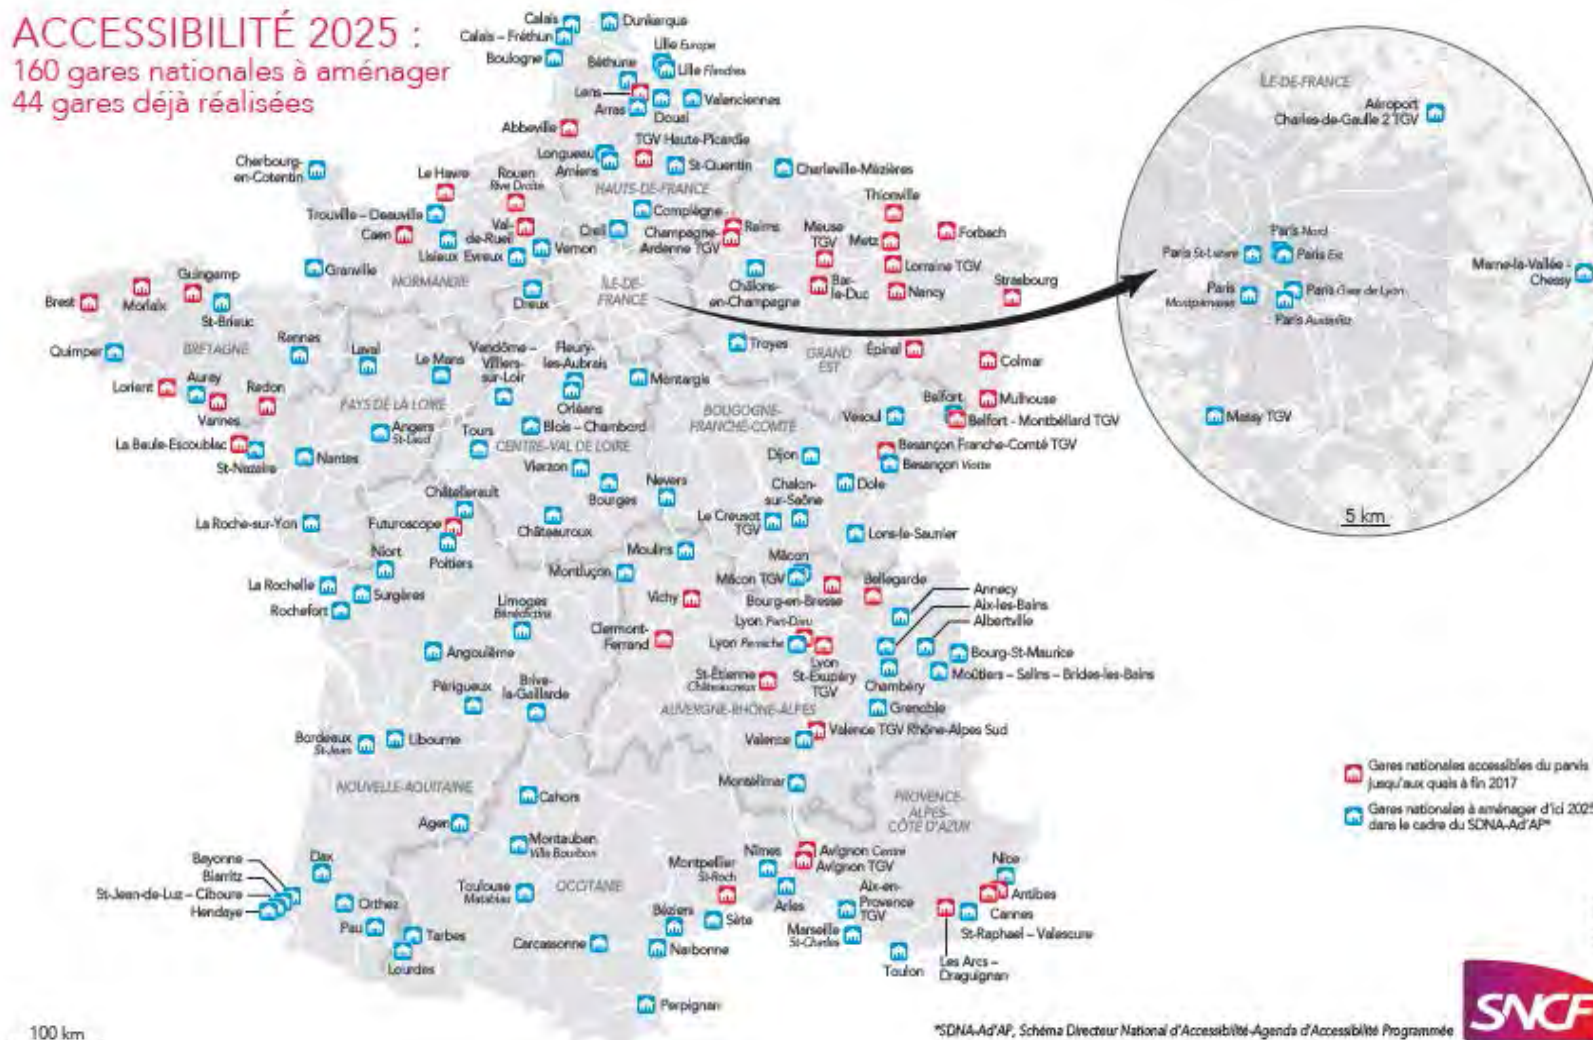 ACCESSIBILITÉ 2025 :
160 gares nationales à aménager
44 gares déjà réalisées
Calais
Dunkerque
Calais – Fréthun
Boulogne
Béthune
Lille Europe
Lille Flandres
Lens
Valenciennes
Arras
Douai
Abbeville
TGV Haute-Picardie
Longueau
Amiens
St-Quentin
Charleville-Mézières
HAUTS-DE-FRANCE
Cherbourg-
en-Cotentin
Le Havre
Rouen
Rive Droite
Trouville – Deauville
Caen
Val-
de-Rueil
Lisieux
Evreux
Vernon
Creil
Compiègne
Champagne-
Ardenne TGV
Reims
Meuse
TGV
Thionville
Metz
Forbach
Lorraine TGV
Granville
NORMANDIE
Dreux
ÎLE-DE-
FRANCE
Châlons-
en-Champagne
Bar-
le-Duc
Nancy
Strasbourg
Brest
Morlaix
Guingamp
St-Brieuc
Quimper
BRETAGNE
Rennes
Laval
Le Mans
Vendôme –
Villiers-
sur-Loir
Fleury-
les-Aubrais
Orléans
Montargis
Troyes
GRAND
EST
Épinal
Colmar
Lorient
Auray
Vannes
Redon
PAYS DE LA LOIRE
BOUGOGNE-
FRANCHE-COMTÉ
Vesoul
Belfort
Mulhouse
Belfort - Montbéliard TGV
La Baule-Escoublac
St-Nazaire
Nantes
Angers
St-Laud
Tours
Blois – Chambord
CENTRE-VAL DE LOIRE
Vierzon
Bourges
Nevers
Dijon
Besançon Franche-Comté TGV
Besançon Viotte
Dole
Chalon-
sur-Saône
Le Creusot
TGV
Lons-le-Saunier
La Roche-sur-Yon
Châtellerault
Futuroscope
Poitiers
Châteauroux
Niort
Moulins
Montluçon
Mâcon
Mâcon TGV
Bourg-en-Bresse
Bellegarde
La Rochelle
Surgères
Rochefort
Limoges
Bénédictins
Vichy
Clermont-
Ferrand
Lyon Part-Dieu
Lyon Perrache
Lyon
St-Exupéry
TGV
Annecy
Aix-les-Bains
Albertville
Bourg-St-Maurice
Moûtiers – Salins – Brides-les-Bains
Chambéry
Grenoble
Angoulême
Périgueux
Brive-
la-Gaillarde
St-Étienne
Châteaucreux
AUVERGNE-RHÔNE-ALPES
Bordeaux
St-Jean
Libourne
Valence
Valence TGV Rhône-Alpes Sud
NOUVELLE-AQUITAINE
Cahors
Montélimar
PROVENCE-
ALPES-
CÔTE D'AZUR
Agen
Montauban
Ville Bourbon
Bayonne
Biarritz
St-Jean-de-Luz – Ciboure
Hendaye
Dax
Orthez
Pau
Tarbes
Lourdes
Toulouse
Matabiau
OCCITANIE
Carcassonne
Montpellier
St-Roch
Nîmes
Avignon Centre
Avignon TGV
Béziers
Sète
Narbonne
Arles
Aix-en-
Provence
TGV
Marseille
St-Charles
Toulon
Nice
Antibes
Cannes
St-Raphael – Valescure
Les Arcs –
Draguignan
Perpignan
100 km
ÎLE-DE-FRANCE
Aéroport
Charles-de-Gaulle 2 TGV
Paris Nord
Paris St-Lazare
Paris Est
Paris
Montparnasse
Paris Gare de Lyon
Paris Austerlitz
Marne-la-Vallée -
Chessy
Massy TGV
5 km
Gares nationales accessibles du parvis
jusqu'aux quais à fin 2017
Gares nationales à aménager d'ici 2025
dans le cadre du SDNA-Ad'AP*
*SDNA-Ad'AP, Schéma Directeur National d'Accessibilité-Agenda d'Accessibilité Programmée
SNCF